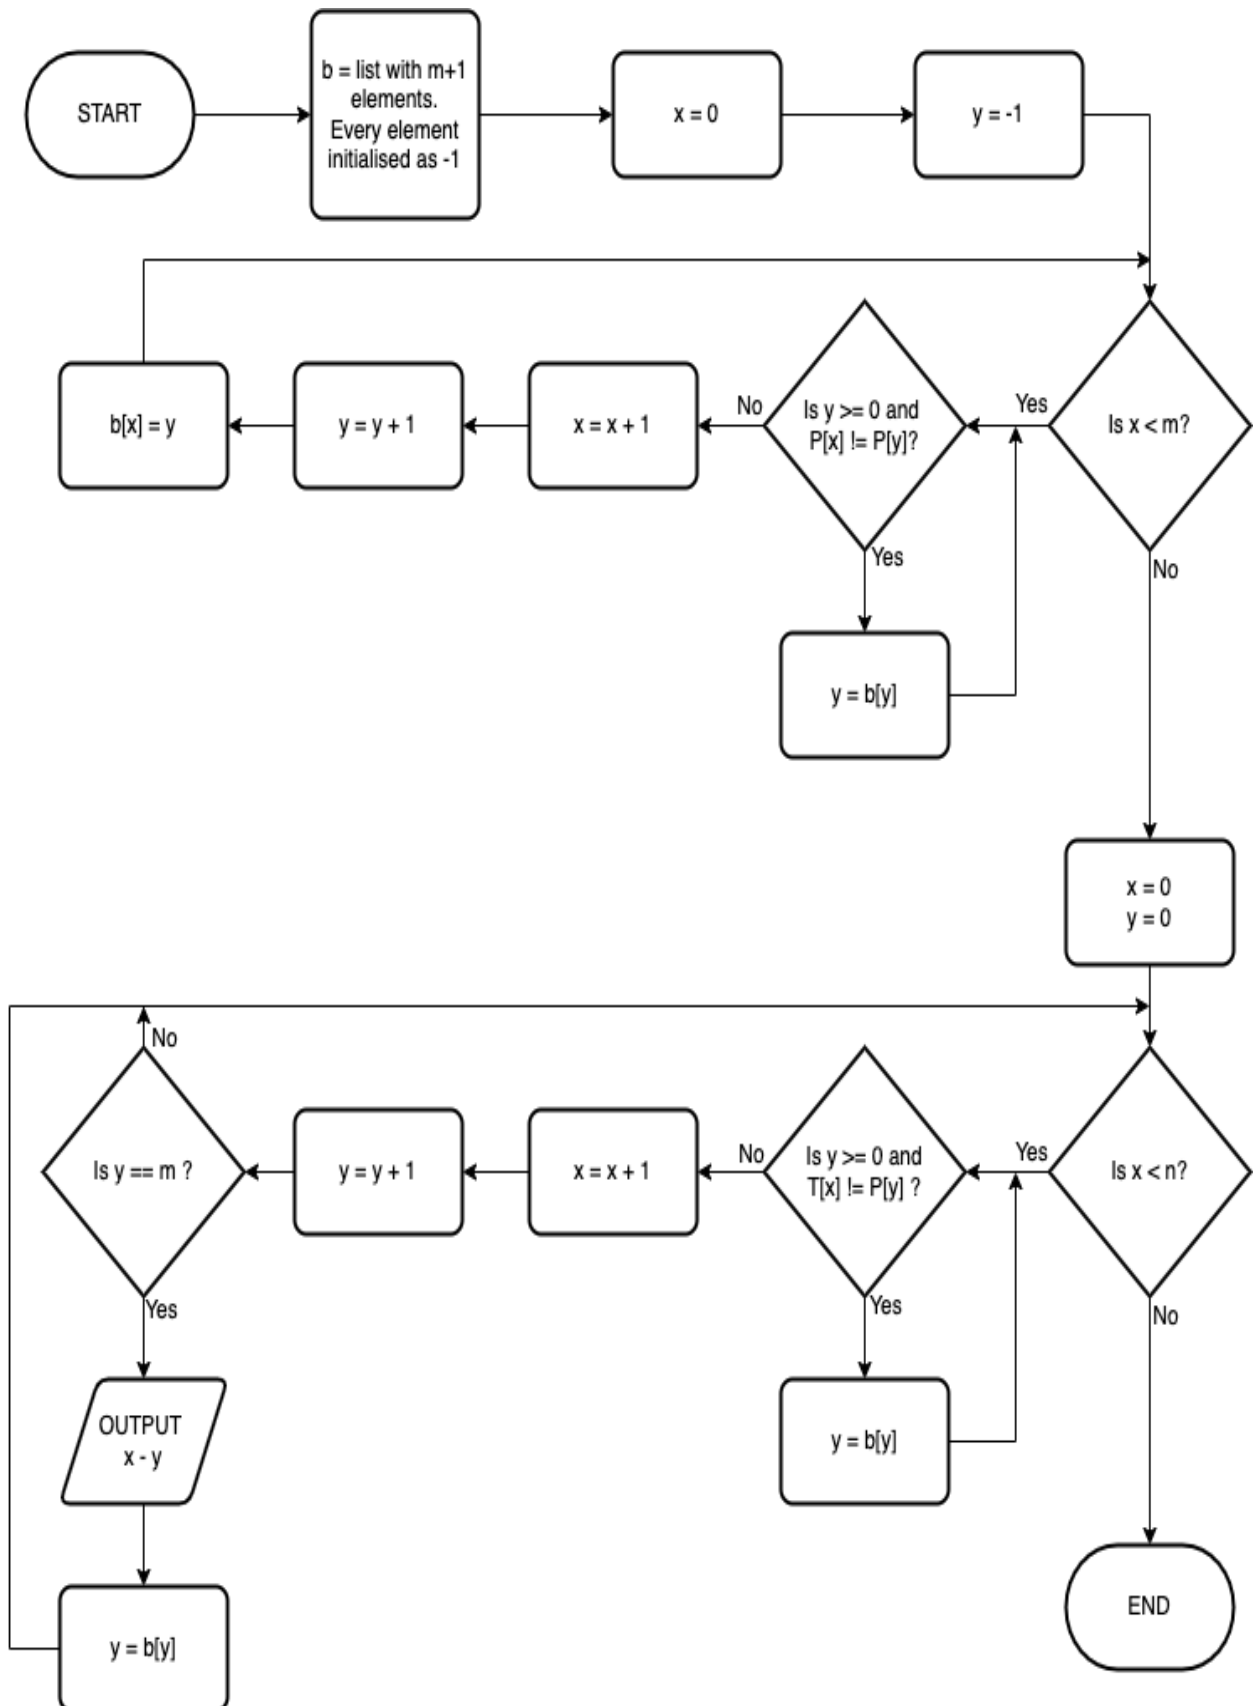 START
b = list with m+1
elements.
Every element
initialised as -1
x = 0
y = -1
Is x < m?
Yes
No
Is y >= 0 and
P[x] != P[y]?
No
Yes
x = x + 1
y = y + 1
b[x] = y
y = b[y]
x = 0
y = 0
Is x < n?
Yes
No
Is y >= 0 and
T[x] != P[y] ?
No
Yes
x = x + 1
y = y + 1
Is y == m ?
No
Yes
y = b[y]
OUTPUT
x - y
y = b[y]
END